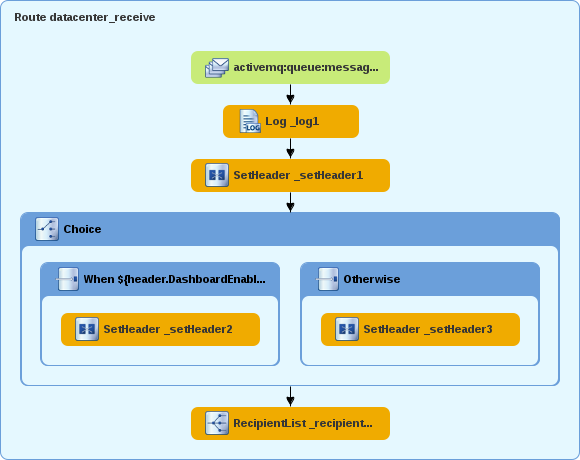 Route datacenter_receive
activemq:queue:messag...
LOG
Log _log1
SetHeader _setHeader1
Choice
When ${header.DashboardEnabl...
Otherwise
SetHeader _setHeader2
SetHeader _setHeader3
RecipientList _recipient...